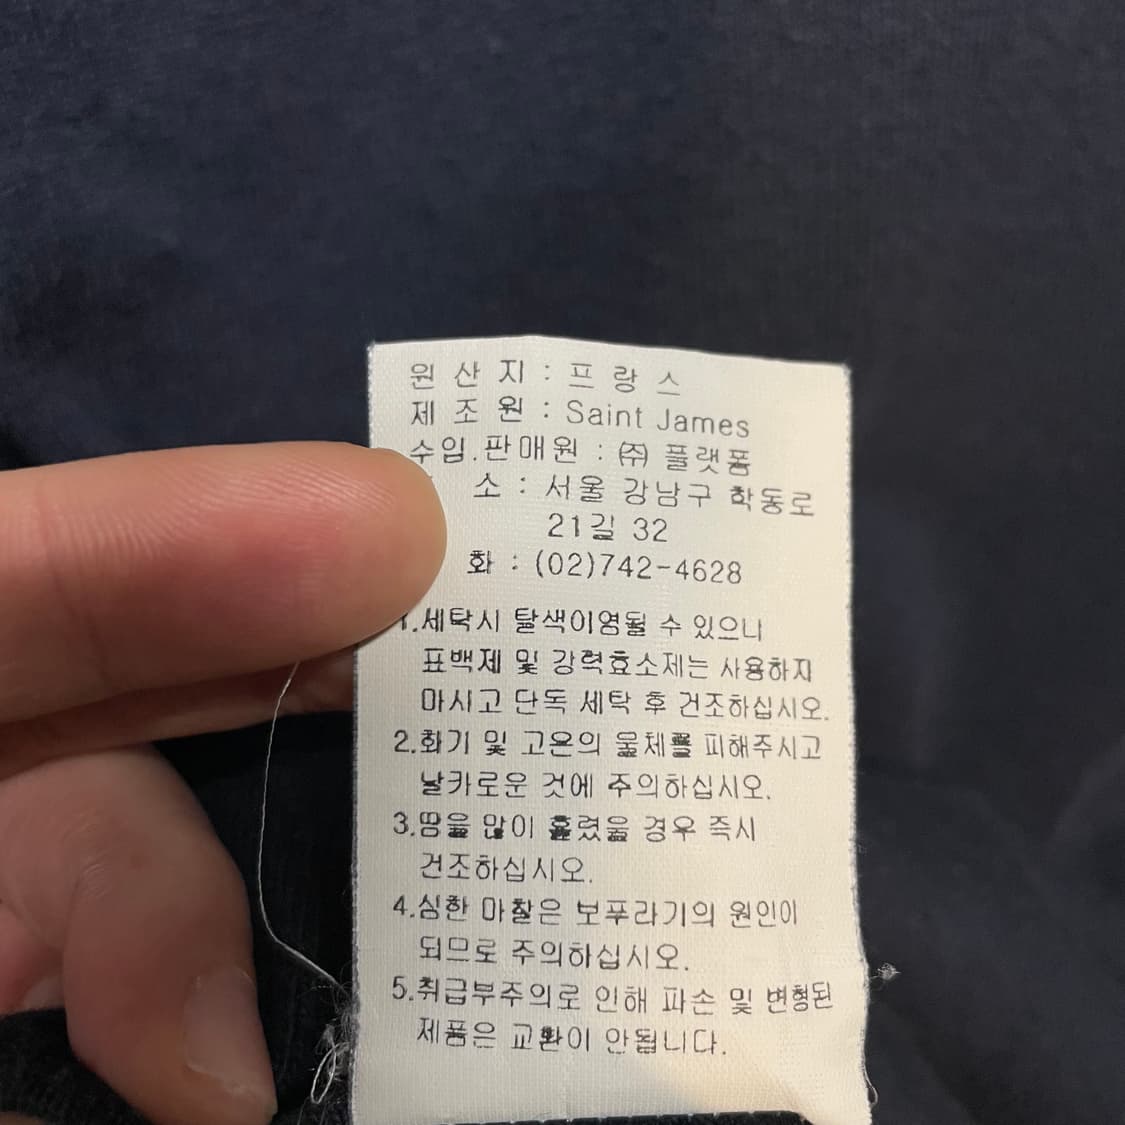 원 산 지 : 프 랑 스
제 조 원 : Saint James
수입.판매원 : ㈜ 플랫폼
소 : 서울 강남구 학동로
21길 32
화 : (02)742-4628
1.세탁시 탈색이염될 수 있으니
표백제 및 강력효소제는 사용하지
마시고 단독 세탁 후 건조하십시오.
2.화기 및 고온의 물체를 피해주시고
날카로운 것에 주의하십시오.
3.땀을 많이 흘렸을 경우 즉시
건조하십시오.
4.심한 마찰은 보푸라기의 원인이
되므로 주의하십시오.
5.취급부주의로 인해 파손 및 변형된
제품은 교환이 안됩니다.